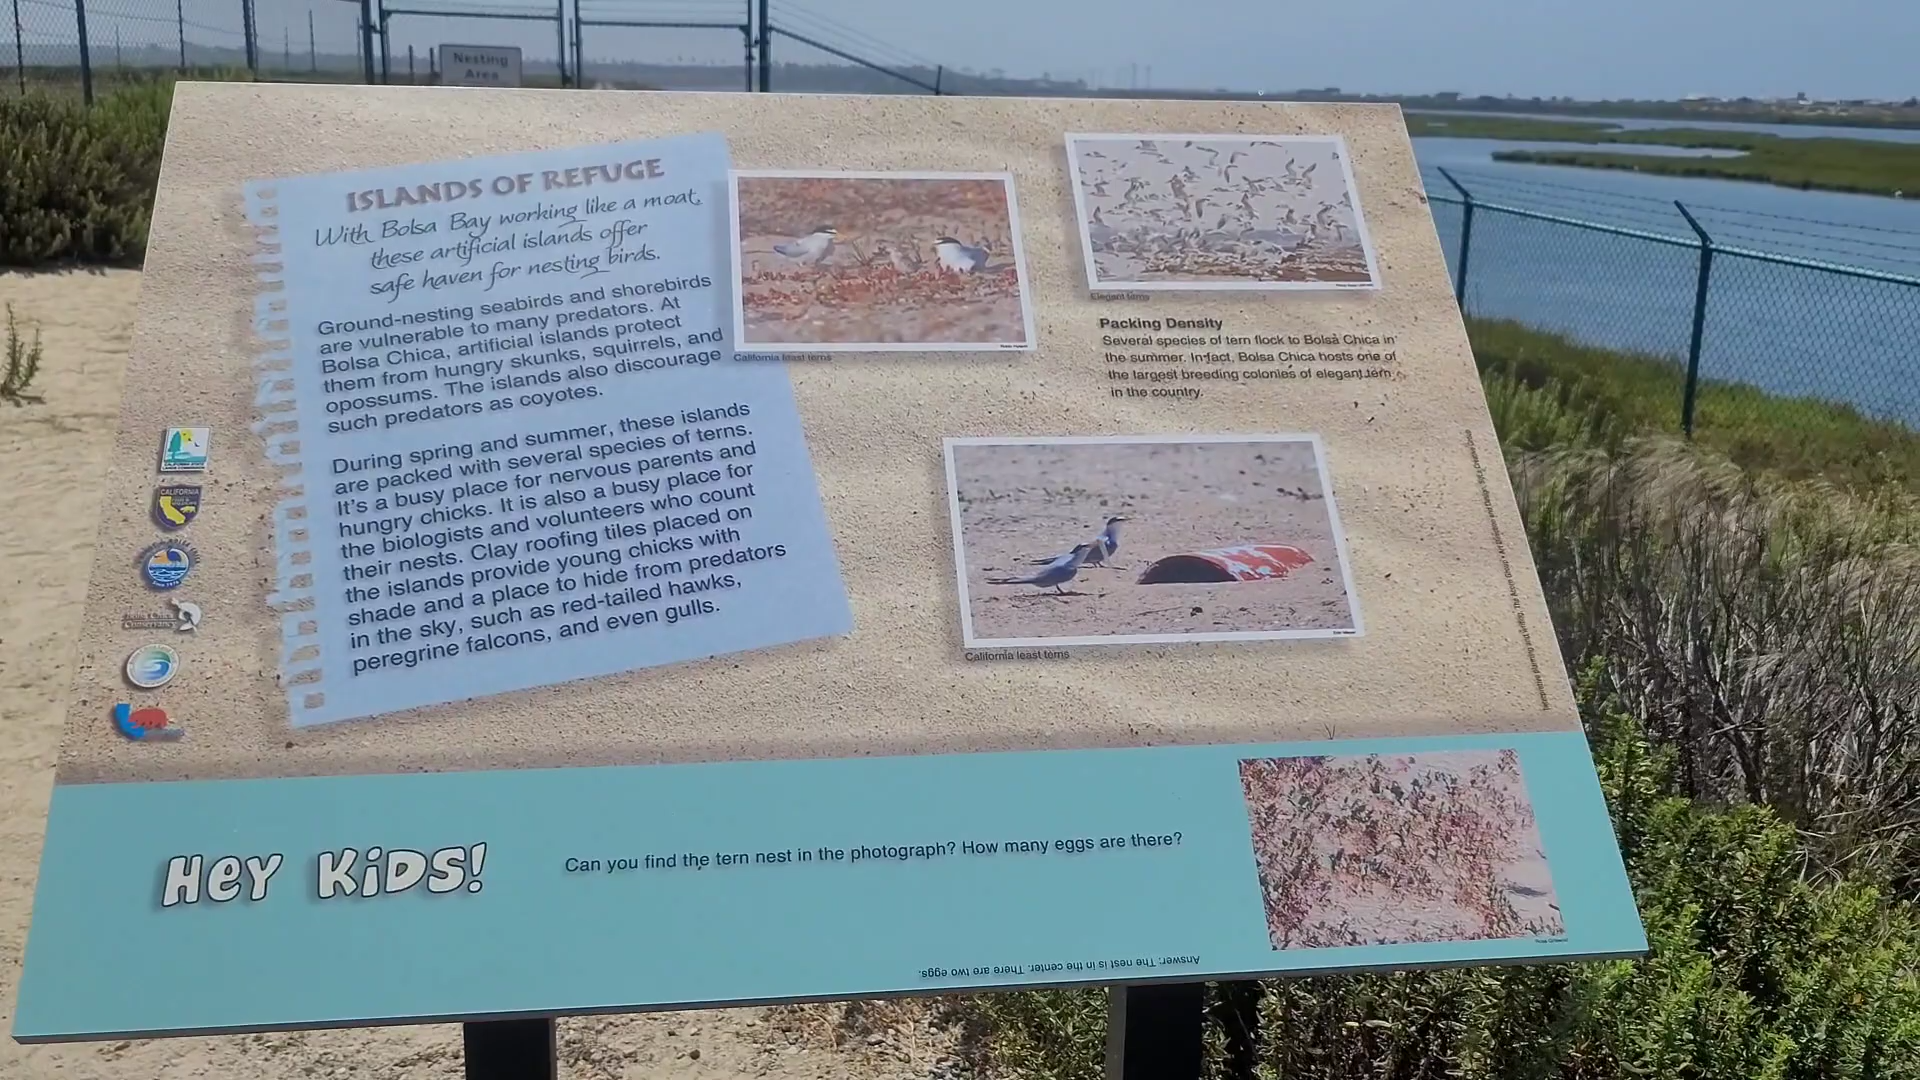 Nesting
Area
ISLANDS OF REFUGE
With Bolsa Bay working like a moat,
these artificial islands offer
safe haven for nesting birds.
Ground-nesting seabirds and shorebirds
are vulnerable to many predators. At
Bolsa Chica, artificial islands protect
them from hungry skunks, squirrels, and
opossums. The islands also discourage
such predators as coyotes.
During spring and summer, these islands
are packed with several species of terns.
It's a busy place for nervous parents and
hungry chicks. It is also a busy place for
the biologists and volunteers who count
their nests. Clay roofing tiles placed on
the islands provide young chicks with
shade and a place to hide from predators
in the sky, such as red-tailed hawks,
peregrine falcons, and even gulls.
California least terns
Elegant terns
Packing Density
Several species of tern flock to Bolsa Chica in
the summer. In fact, Bolsa Chica hosts one of
the largest breeding colonies of elegant tern
in the country.
California least terns
CALIFORNIA
Conservancy
HEY KiDS!
Can you find the tern nest in the photograph? How many eggs are there?
Answer: The nest is in the center. There are two eggs.